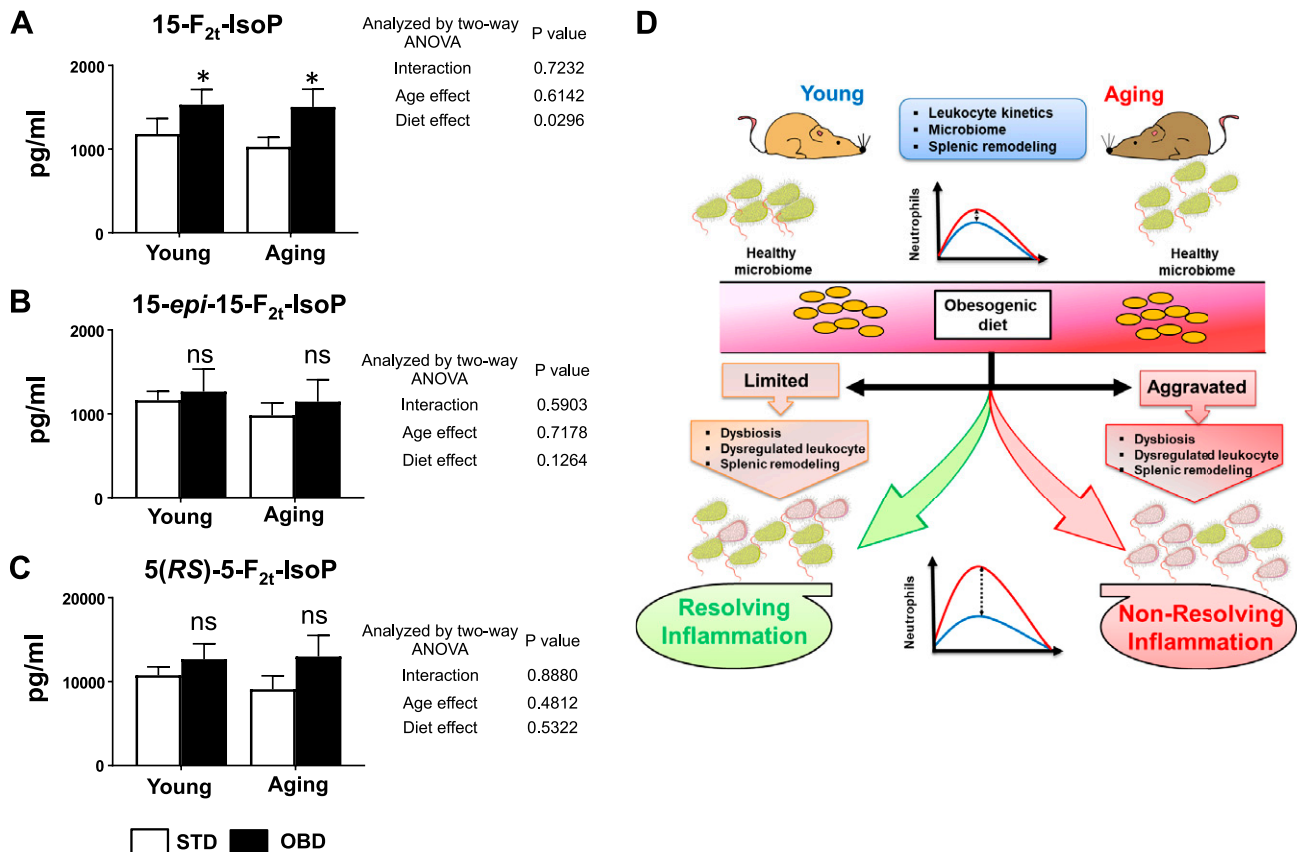 A
15-F2t-IsoP
Analyzed by two-way ANOVA P value
Interaction 0.7232
Age effect 0.6142
Diet effect 0.0296
pg/ml
2000
1000
0
* *
Young Aging
B
15-epi-15-F2t-IsoP
Analyzed by two-way ANOVA P value
Interaction 0.5903
Age effect 0.7178
Diet effect 0.1264
pg/ml
2000
1000
0
ns ns
Young Aging
C
5(RS)-5-F2t-IsoP
Analyzed by two-way ANOVA P value
Interaction 0.8880
Age effect 0.4812
Diet effect 0.5322
pg/ml
20000
10000
0
ns ns
Young Aging
STD OBD
D
Young
Aging
▪ Leukocyte kinetics
▪ Microbiome
▪ Splenic remodeling
Neutrophils
Healthy
microbiome
Healthy
microbiome
Obesogenic
diet
Limited
Aggravated
▪ Dysbiosis
▪ Dysregulated leukocyte
▪ Splenic remodeling
▪ Dysbiosis
▪ Dysregulated leukocyte
▪ Splenic remodeling
Resolving
Inflammation
Neutrophils
Non-Resolving
Inflammation